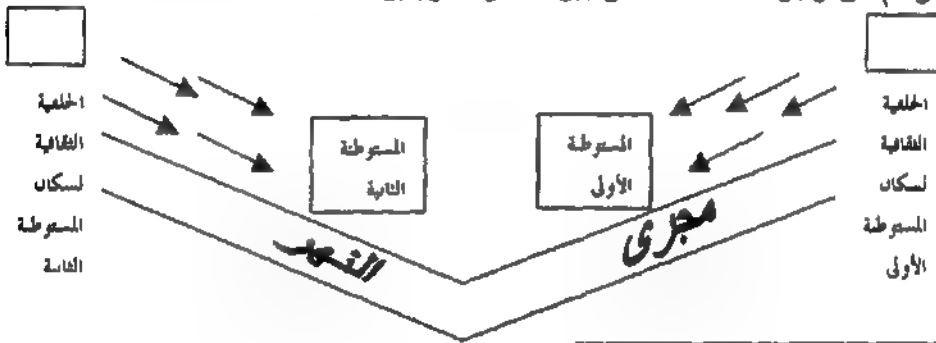 الخلفية
الثقافية
لسكان
المستوطنة
الأولى
المستوطنة
الأولى
مجرى
النهر
المستوطنة
الثانية
الخلفية
الثقافية
لسكان
المستوطنة
الثانية